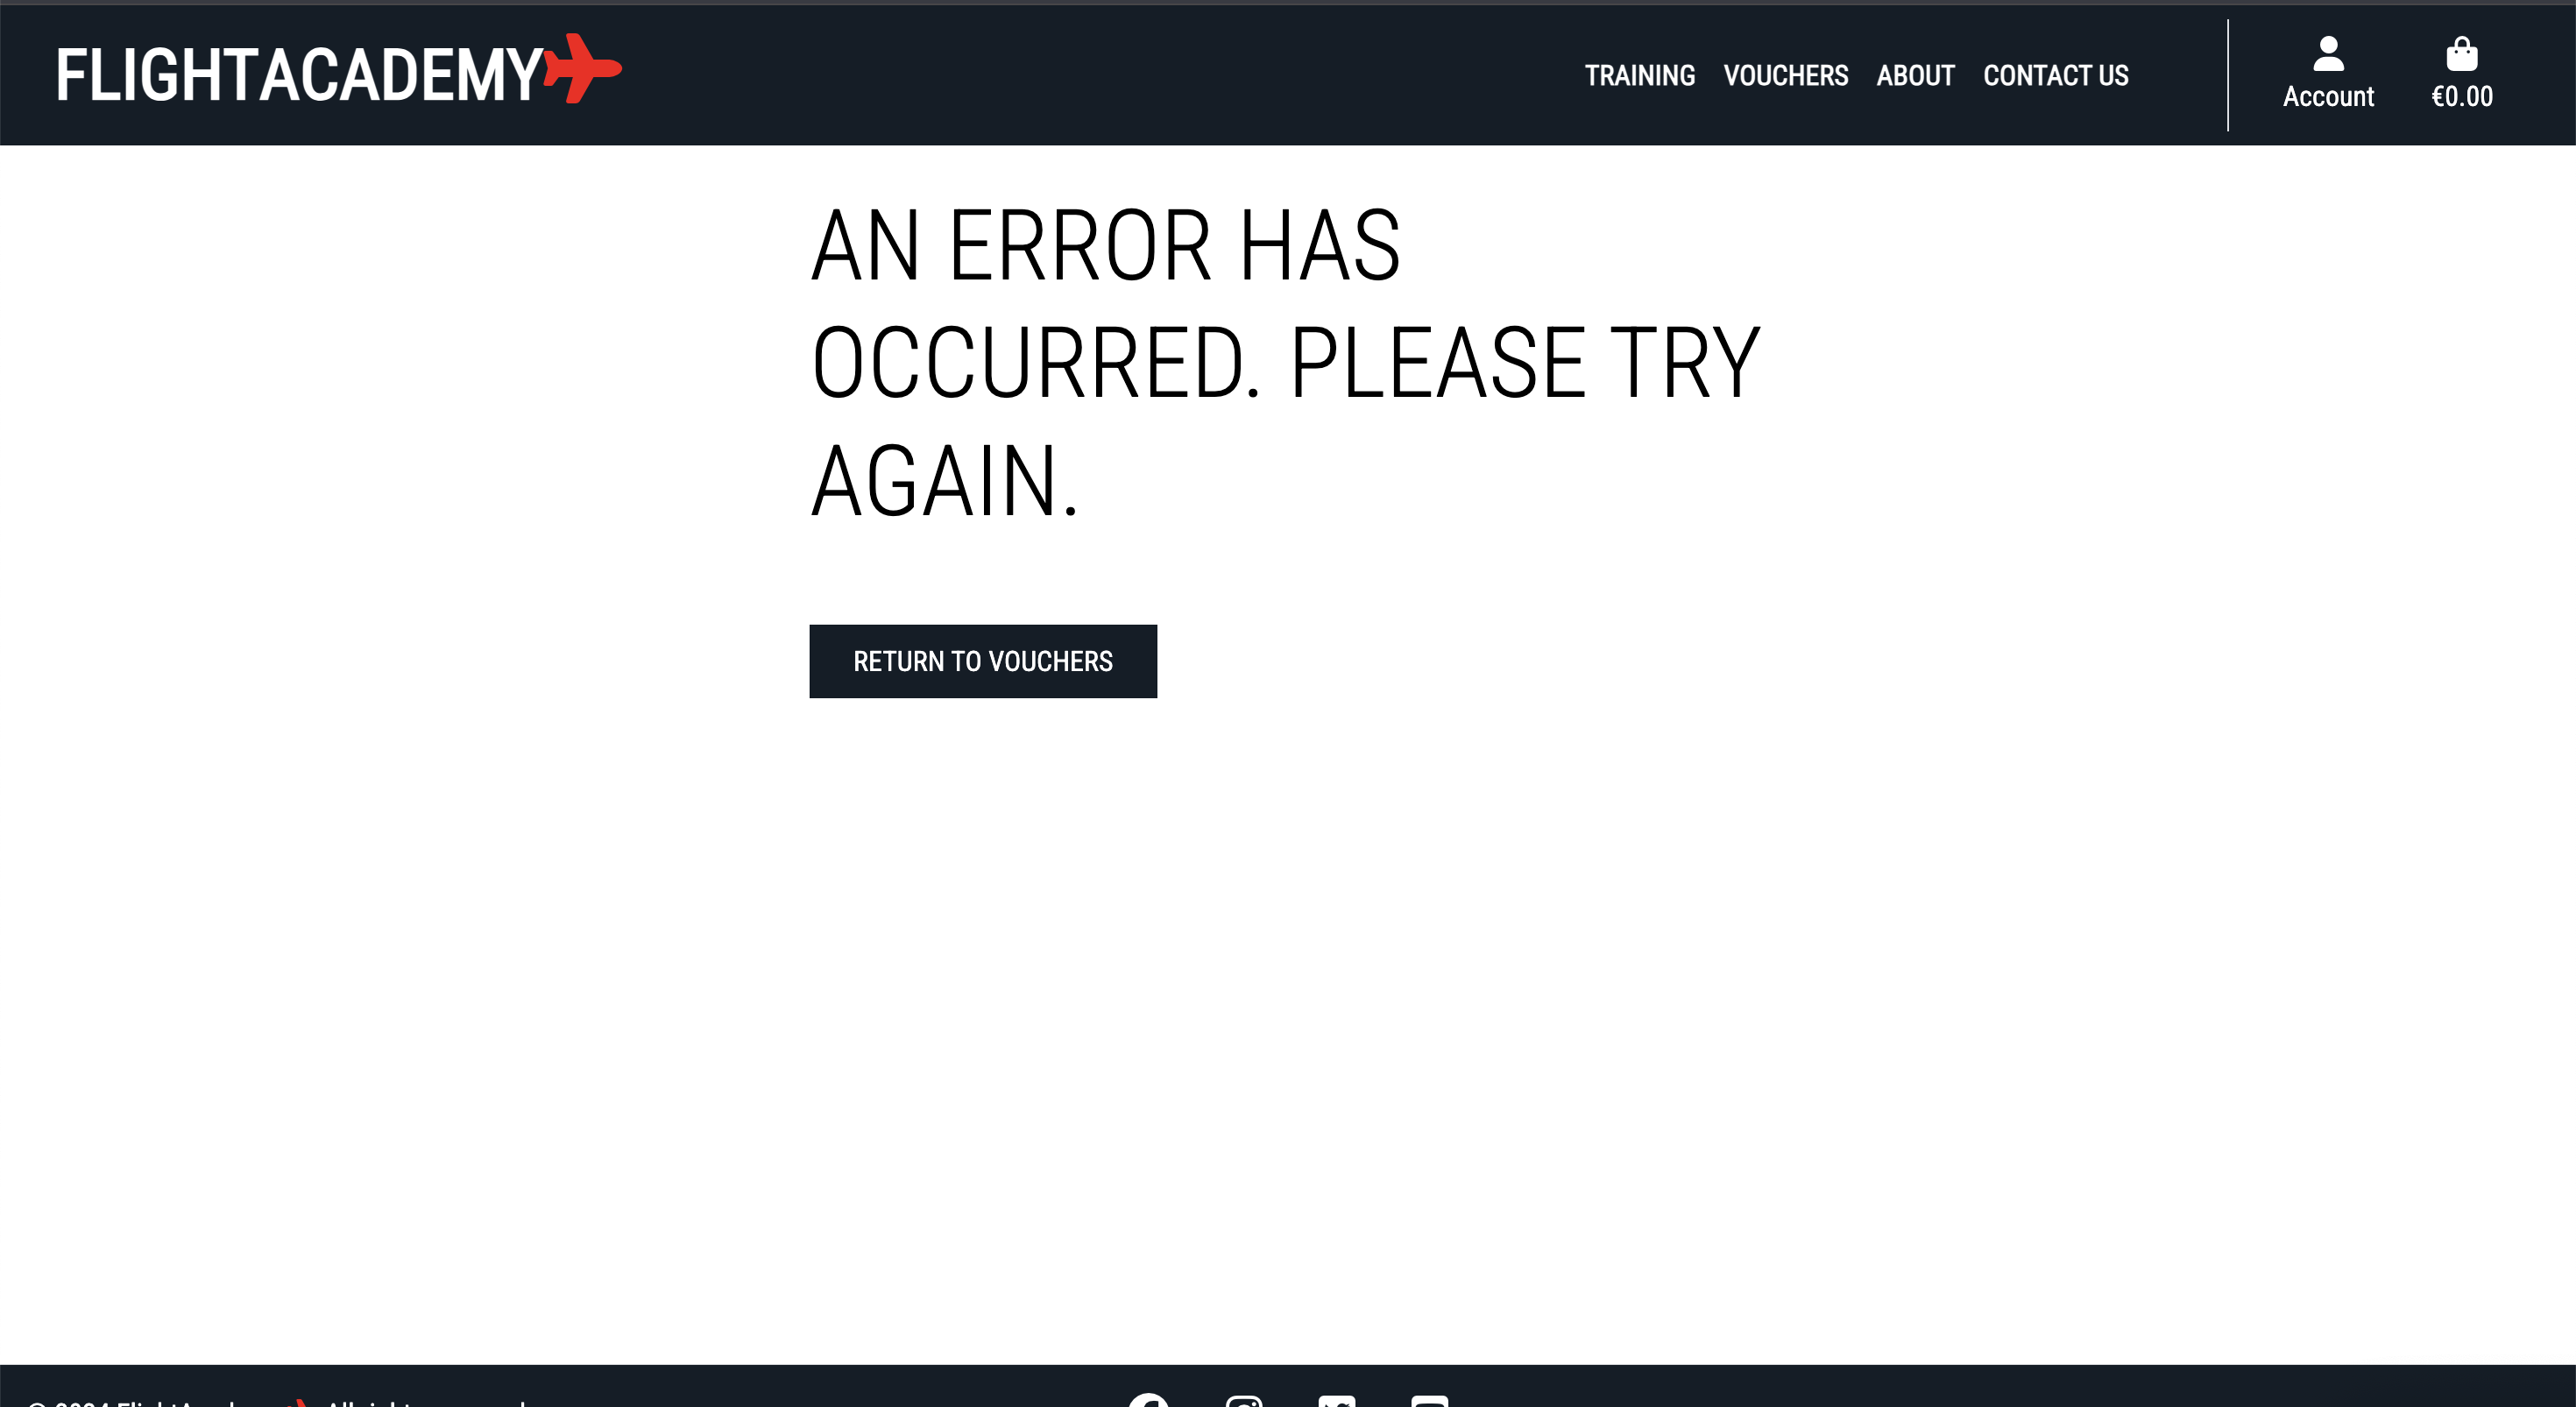 FLIGHTACADEMY
TRAINING VOUCHERS ABOUT CONTACT US
Account €0.00
AN ERROR HAS
OCCURRED. PLEASE TRY
AGAIN.
RETURN TO VOUCHERS